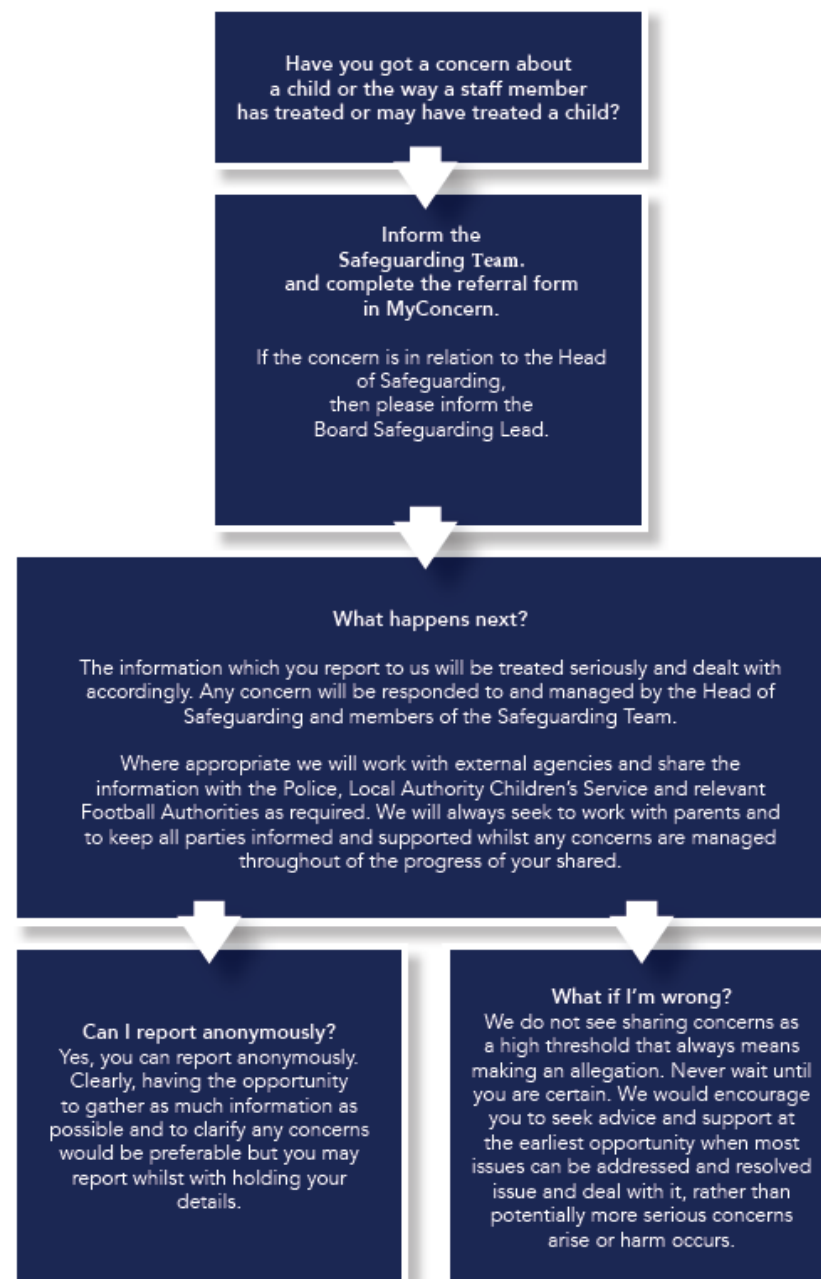 Have you got a concern about
a child or the way a staff member
has treated or may have treated a child?
Inform the
Safeguarding Team.
and complete the referral form
in MyConcern.
If the concern is in relation to the Head
of Safeguarding,
then please inform the
Board Safeguarding Lead.
What happens next?
The information which you report to us will be treated seriously and dealt with
accordingly. Any concern will be responded to and managed by the Head of
Safeguarding and members of the Safeguarding Team.
Where appropriate we will work with external agencies and share the
information with the Police, Local Authority Children's Service and relevant
Football Authorities as required. We will always seek to work with parents and
to keep all parties informed and supported whilst any concerns are managed
throughout of the progress of your shared.
Can I report anonymously?
Yes, you can report anonymously.
Clearly, having the opportunity
to gather as much information as
possible and to clarify any concerns
would be preferable but you may
report whilst with holding your
details.
What if I'm wrong?
We do not see sharing concerns as
a high threshold that always means
making an allegation. Never wait until
you are certain. We would encourage
you to seek advice and support at
the earliest opportunity when most
issues can be addressed and resolved
issue and deal with it, rather than
potentially more serious concerns
arise or harm occurs.